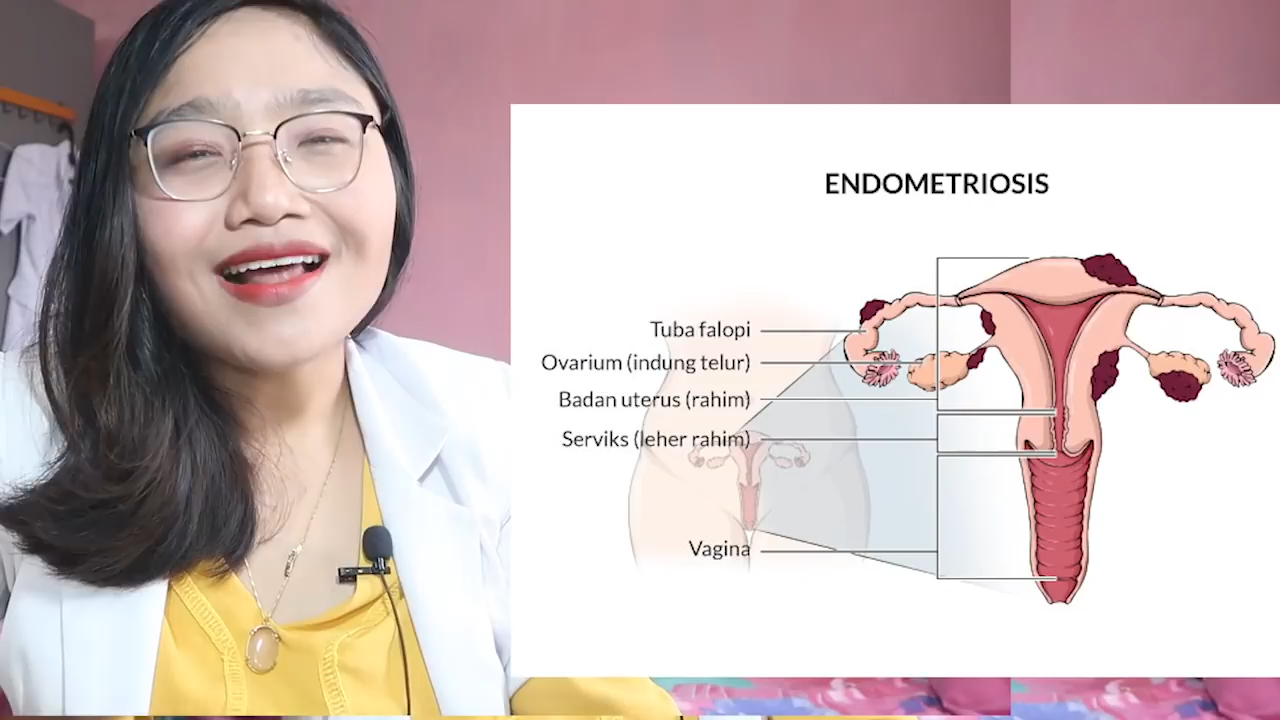 ENDOMETRIOSIS
Tuba falopi
Ovarium (indung telur)
Badan uterus (rahim)
Serviks (leher rahim)
Vagina